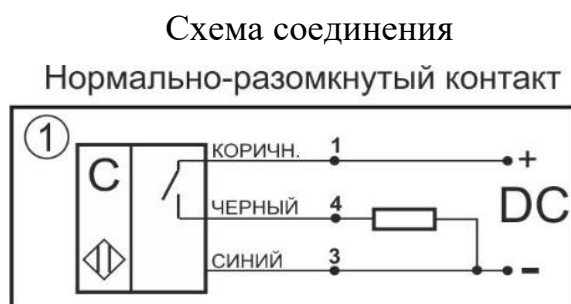 Схема соединения
Нормально-разомкнутый контакт
1
КОРИЧН. 1 +
C
ЧЕРНЫЙ 4 DC
СИНИЙ 3 -